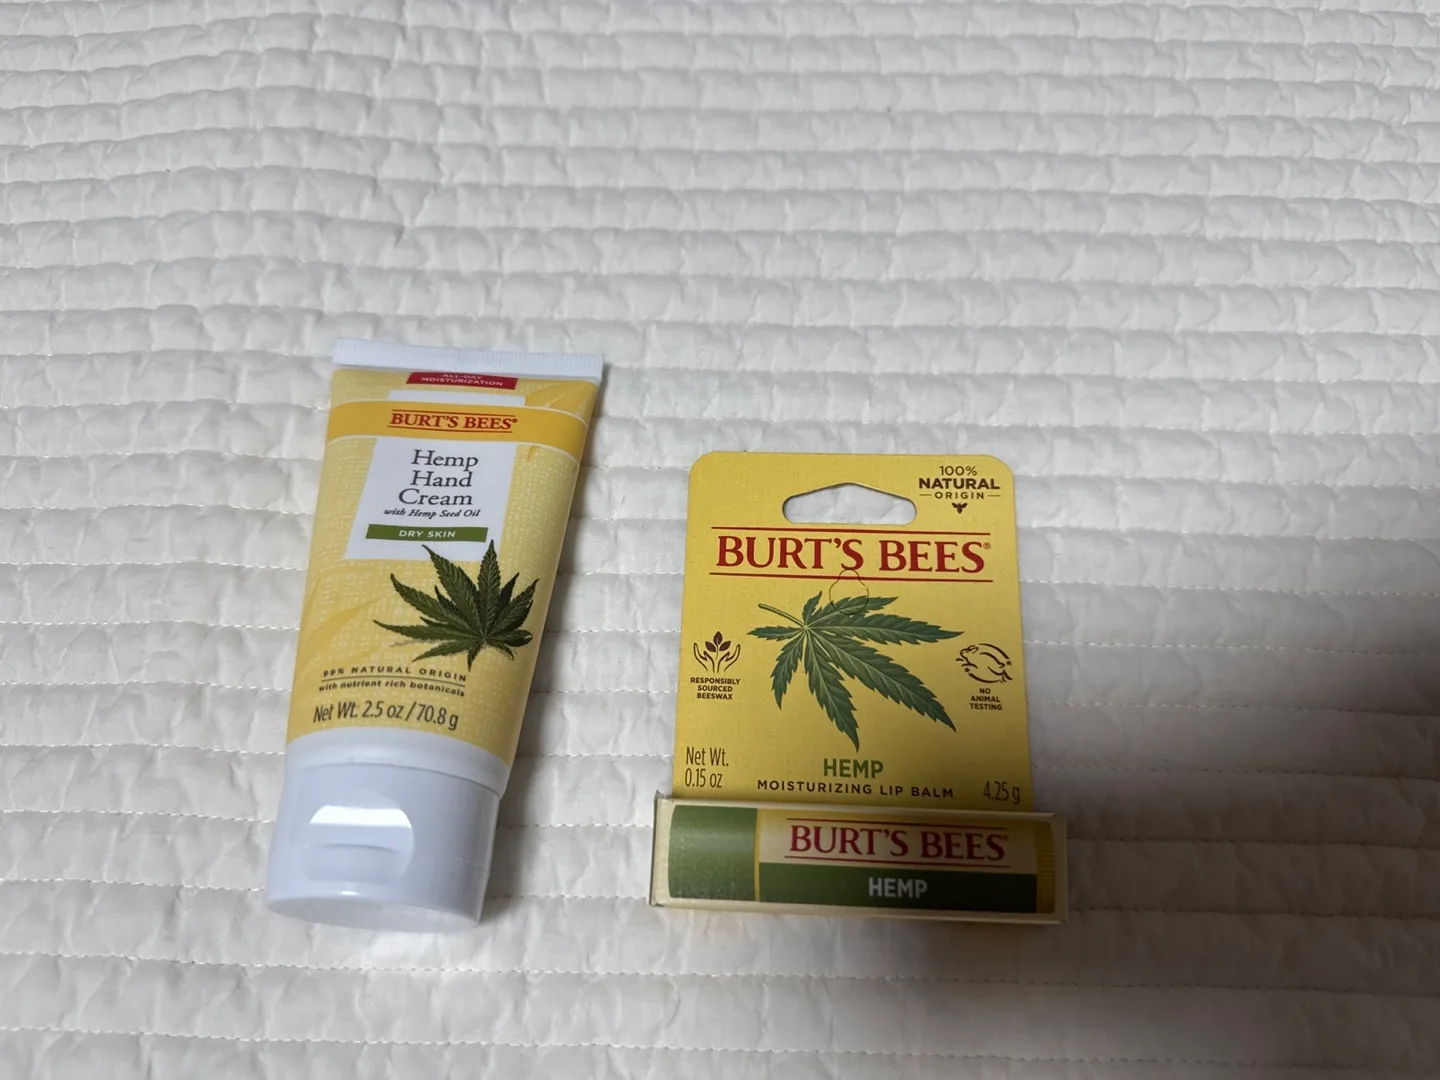 ALL-DAY
MOISTURIZATION
BURT'S BEES®
Hemp
Hand
Cream
with Hemp Seed Oil
DRY SKIN
99% NATURAL ORIGIN
with nutrient rich botanicals
Net Wt. 2.5 oz / 70.8 g
100%
NATURAL
ORIGIN
BURT'S BEES®
RESPONSIBLY
SOURCED
BEESWAX
NO
ANIMAL
TESTING
Net Wt.
0.15 oz
HEMP
MOISTURIZING LIP BALM
4.25 g
BURT'S BEES®
HEMP